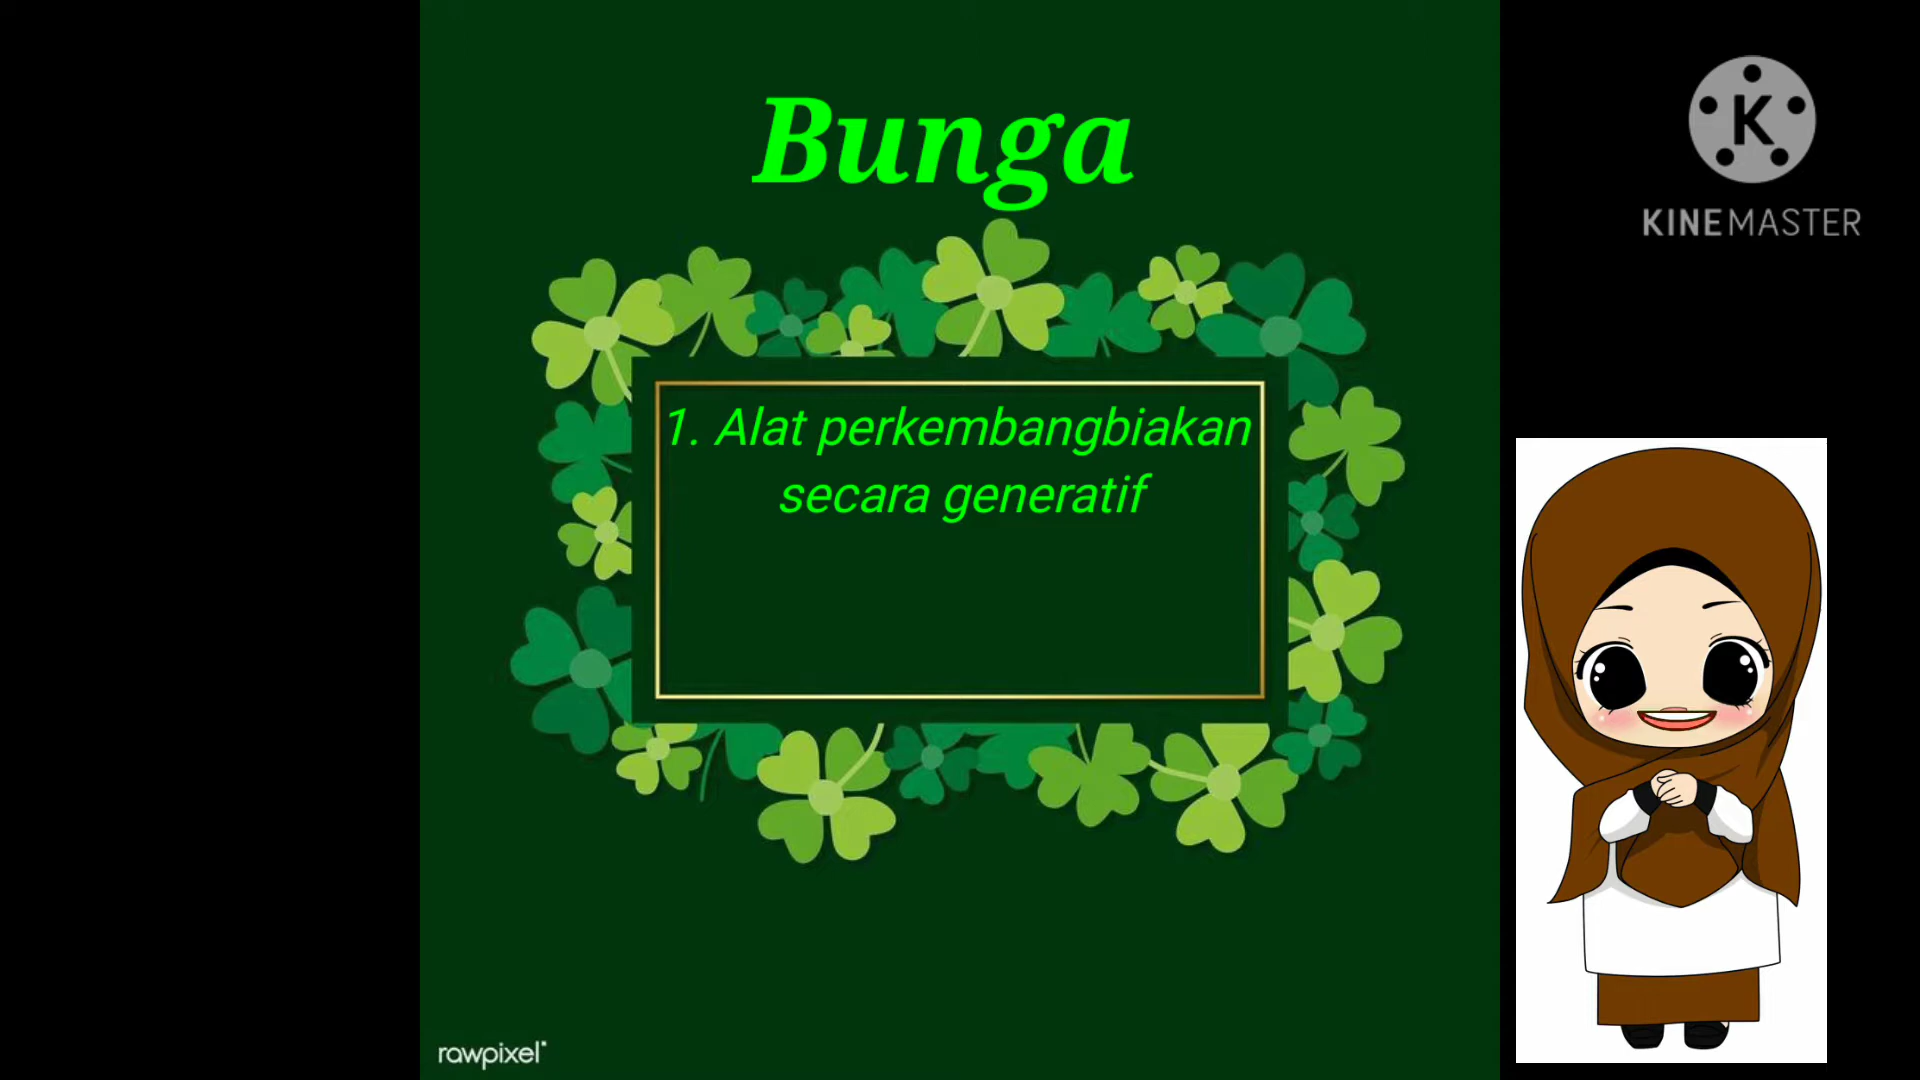 Bunga
1. Alat perkembangbiakan
secara generatif
K
KINEMASTER
rawpixel